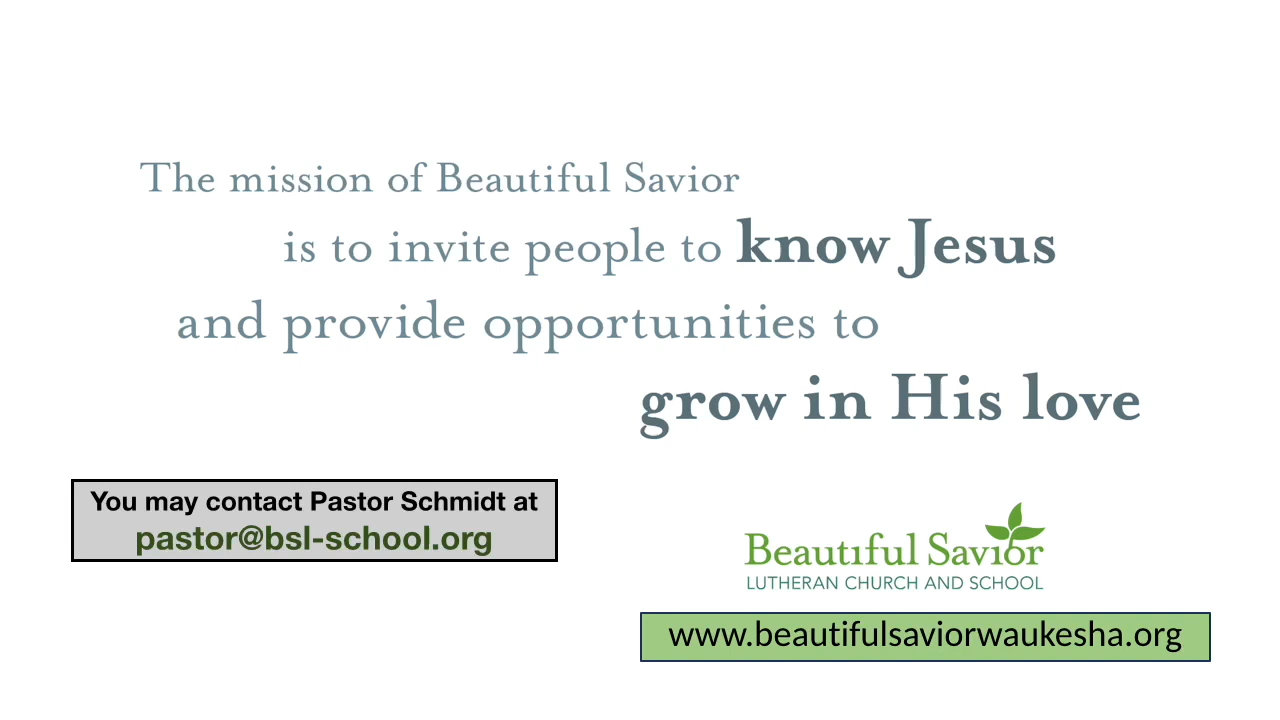 The mission of Beautiful Savior
is to invite people to know Jesus
and provide opportunities to
grow in His love
You may contact Pastor Schmidt at
pastor@bsl-school.org
Beautiful Savior
LUTHERAN CHURCH AND SCHOOL
www.beautifulsaviorwaukesha.org